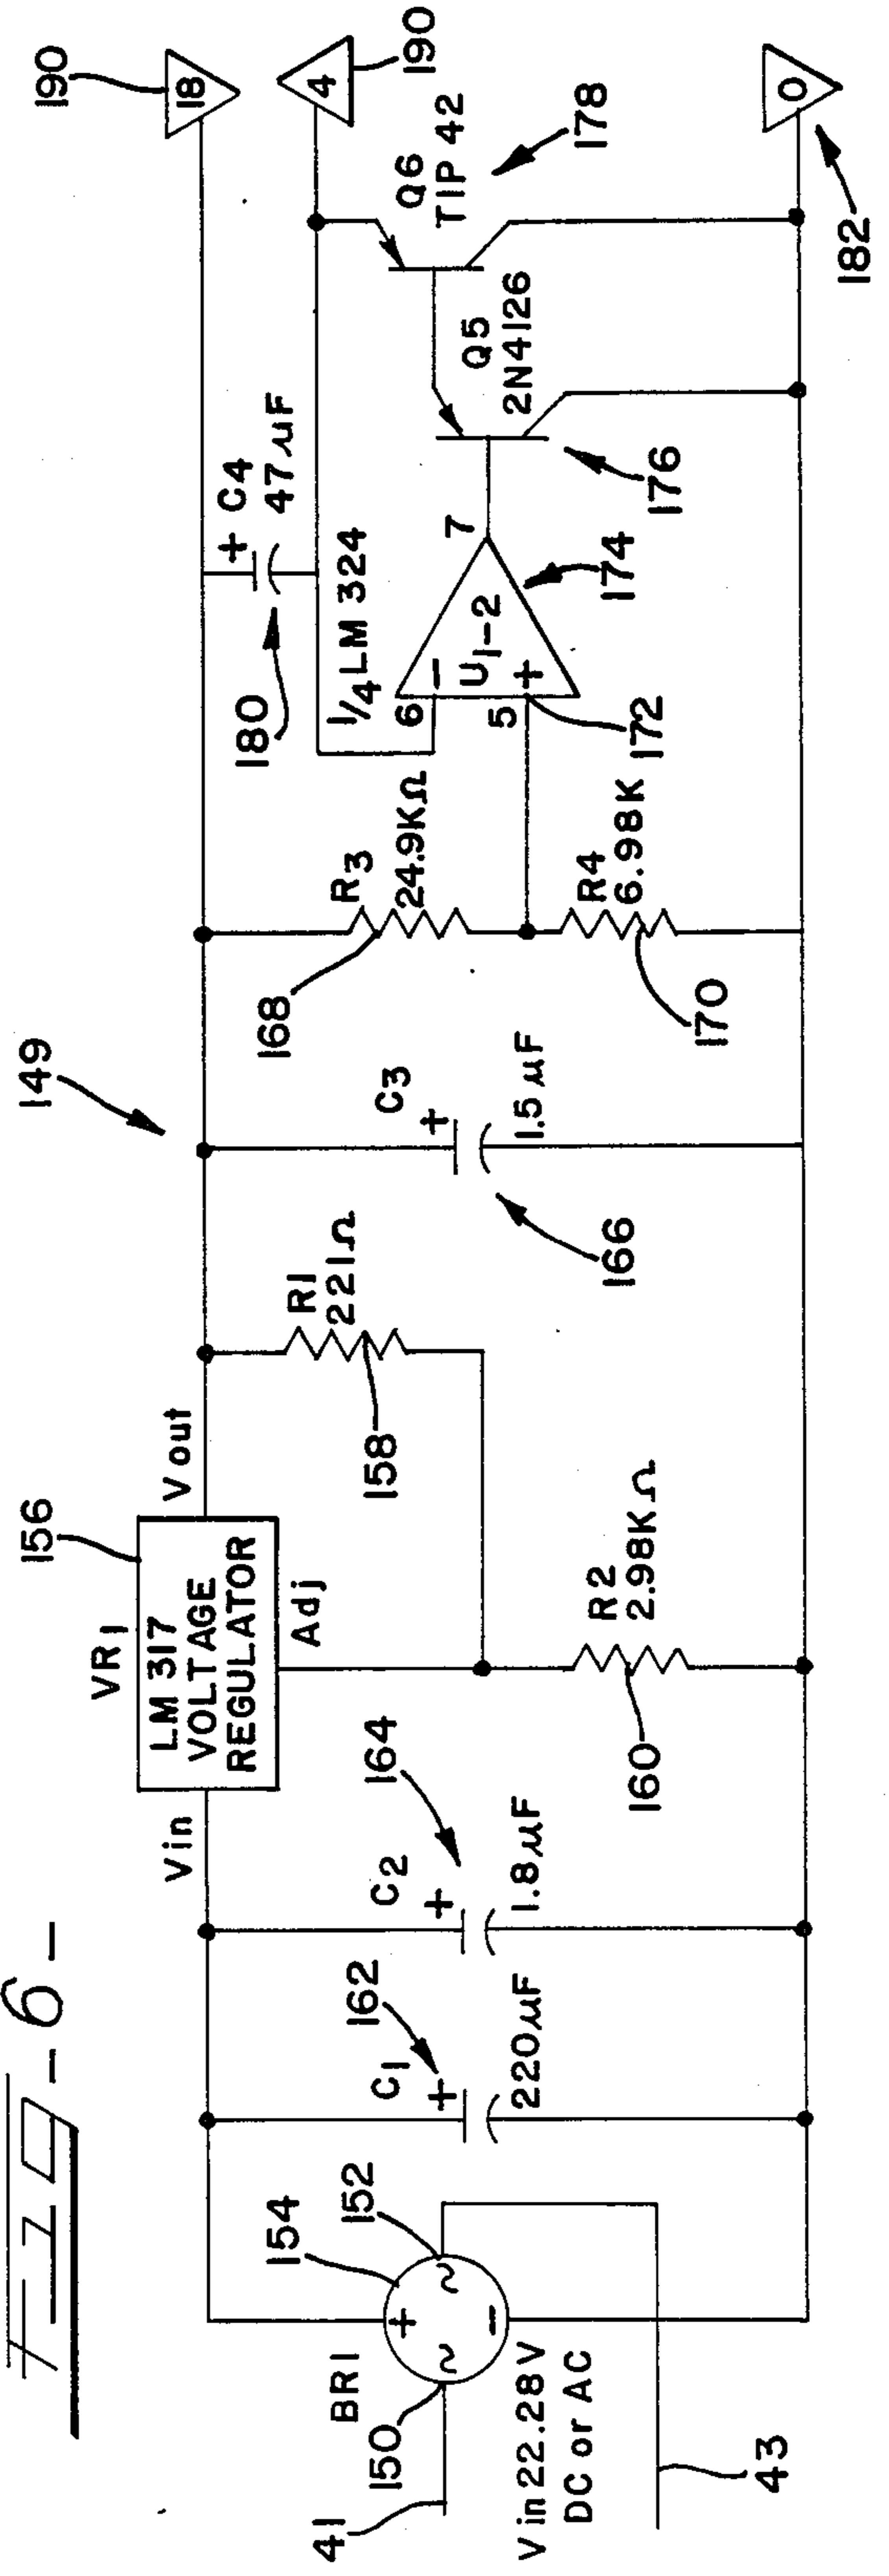 FIG-6-
149
190
18
4
190
0
182
156
VR1
LM 317
VOLTAGE
REGULATOR
Vin
Vout
Adj
R1
221Ω
158
R2
2.98KΩ
160
C1
+
162
220µF
C2
+
164
1.8µF
C3
+
1.5µF
166
R3
24.9KΩ
168
R4
6.98K
170
+ C4
47µF
180
1/4 LM 324
6
5
7
−
+
U1-2
172
174
Q5
2N4126
176
Q6
TIP 42
178
BR1
154
152
150
+
~
~
−
41
Vin 22.28V
DC or AC
43